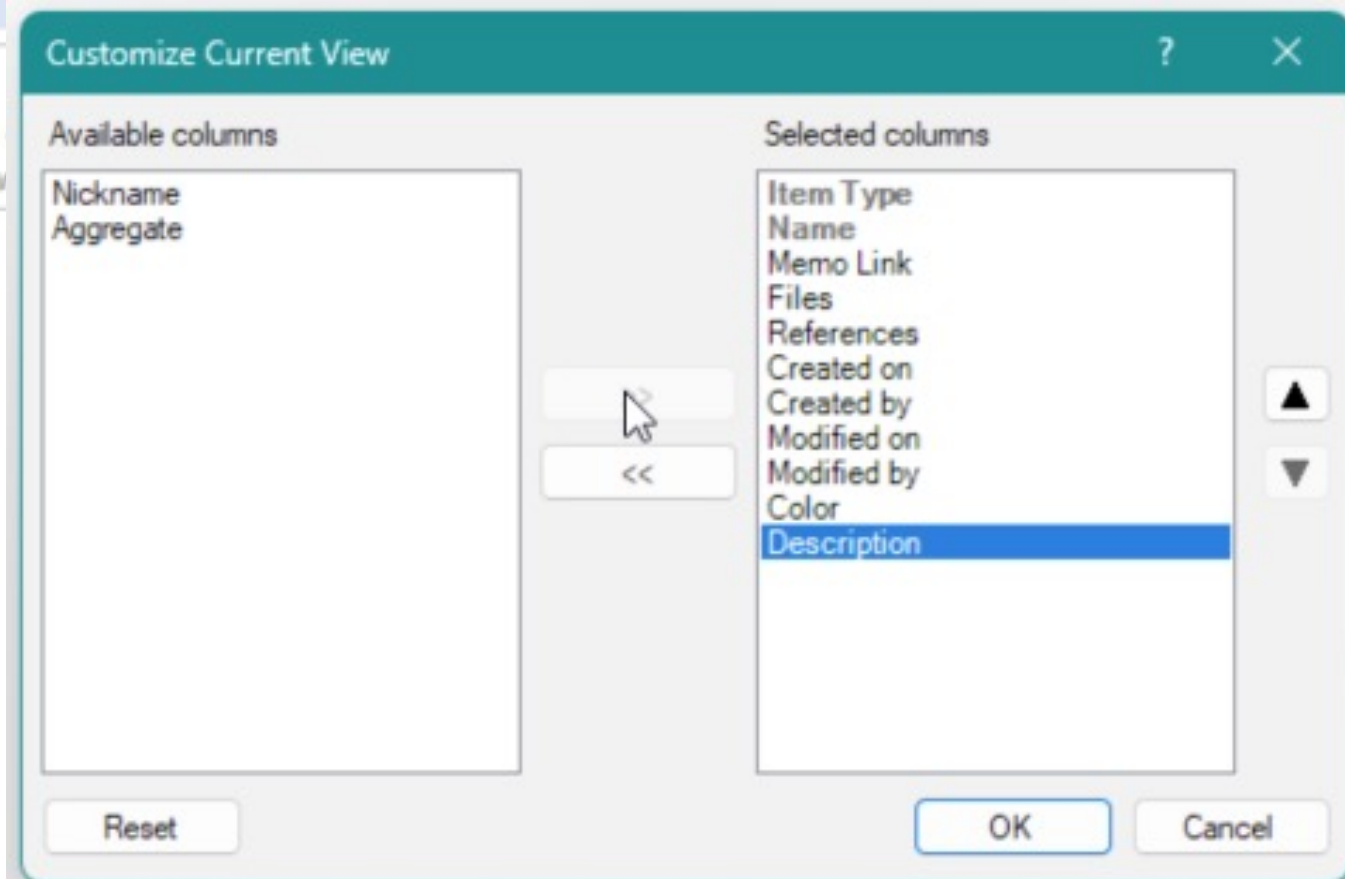 Customize Current View ?
Available columns
Nickname
Aggregate
<<
Selected columns
Item Type
Name
Memo Link
Files
References
Created on
Created by
Modified on
Modified by
Color
Description
Reset
OK
Cancel